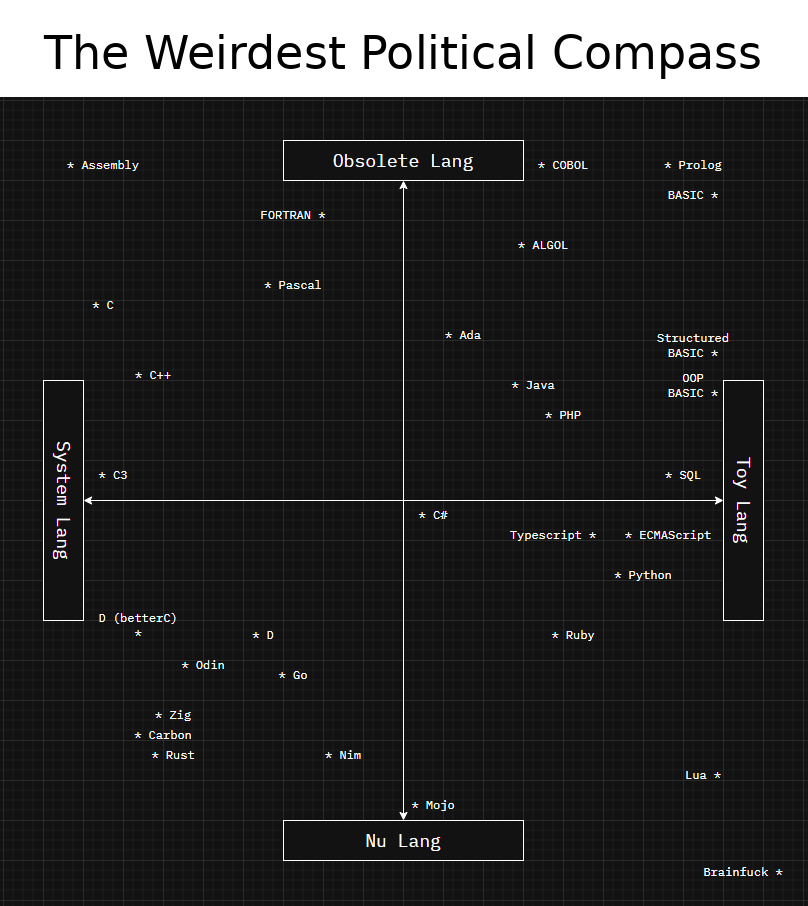 The Weirdest Political Compass
Obsolete Lang
* Assembly
* COBOL
* Prolog
BASIC *
FORTRAN *
* ALGOL
* Pascal
* C
* Ada
Structured
BASIC *
* C++
OOP
BASIC *
* Java
* PHP
System Lang
Toy Lang
* C3
* SQL
* C#
Typescript *
* ECMAScript
* Python
D (betterC)
*
* D
* Ruby
* Odin
* Go
* Zig
* Carbon
* Rust
* Nim
Lua *
* Mojo
Nu Lang
Brainfuck *